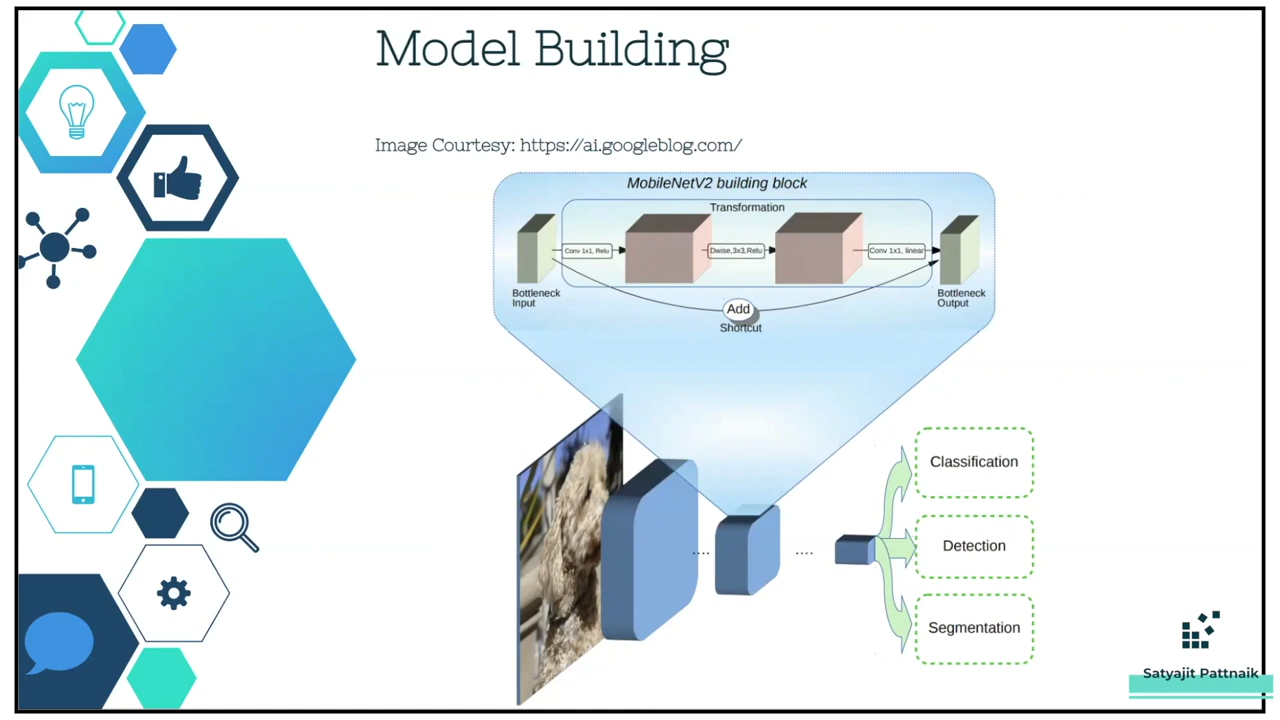 Model Building
Image Courtesy: https://ai.googleblog.com/
MobileNetV2 building block
Transformation
Conv 1x1, Relu
Dwise,3x3,Relu
Conv 1x1, linear
Bottleneck
Input
Bottleneck
Output
Add
Shortcut
Classification
....
....
Detection
Segmentation
Satyajit Pattnaik